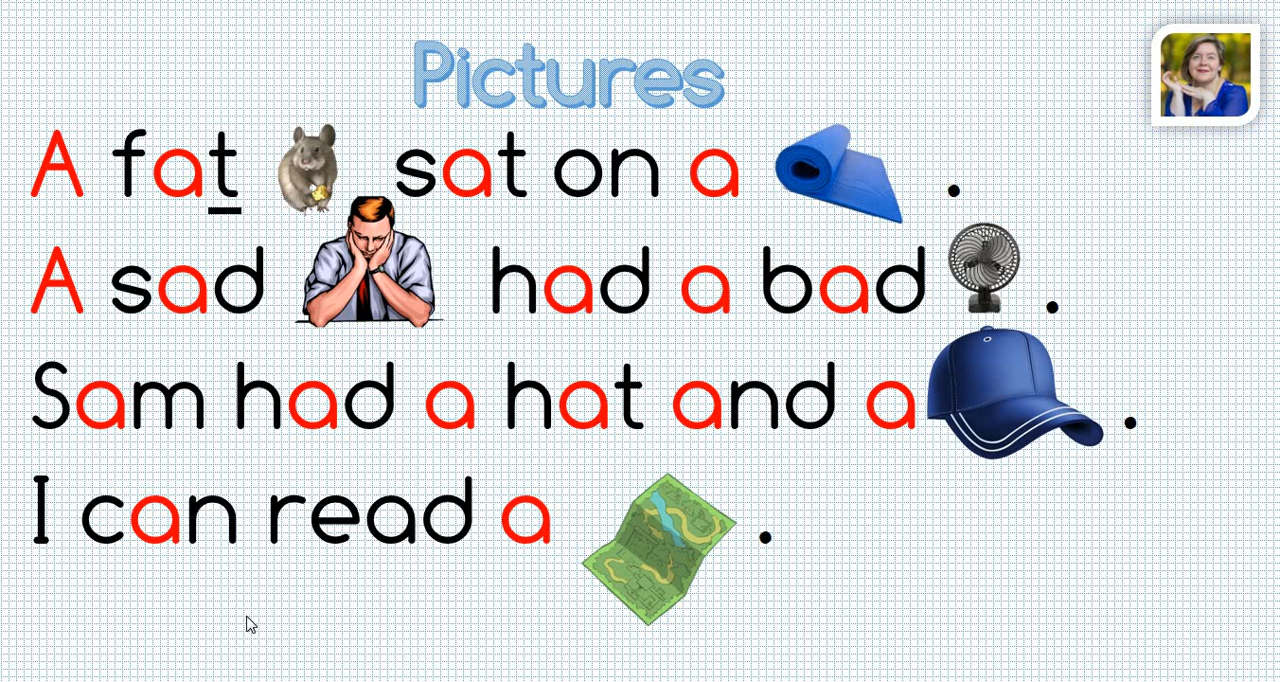 Pictures
A fat sat on a .
A sad had a bad .
Sam had a hat and a .
I can read a .